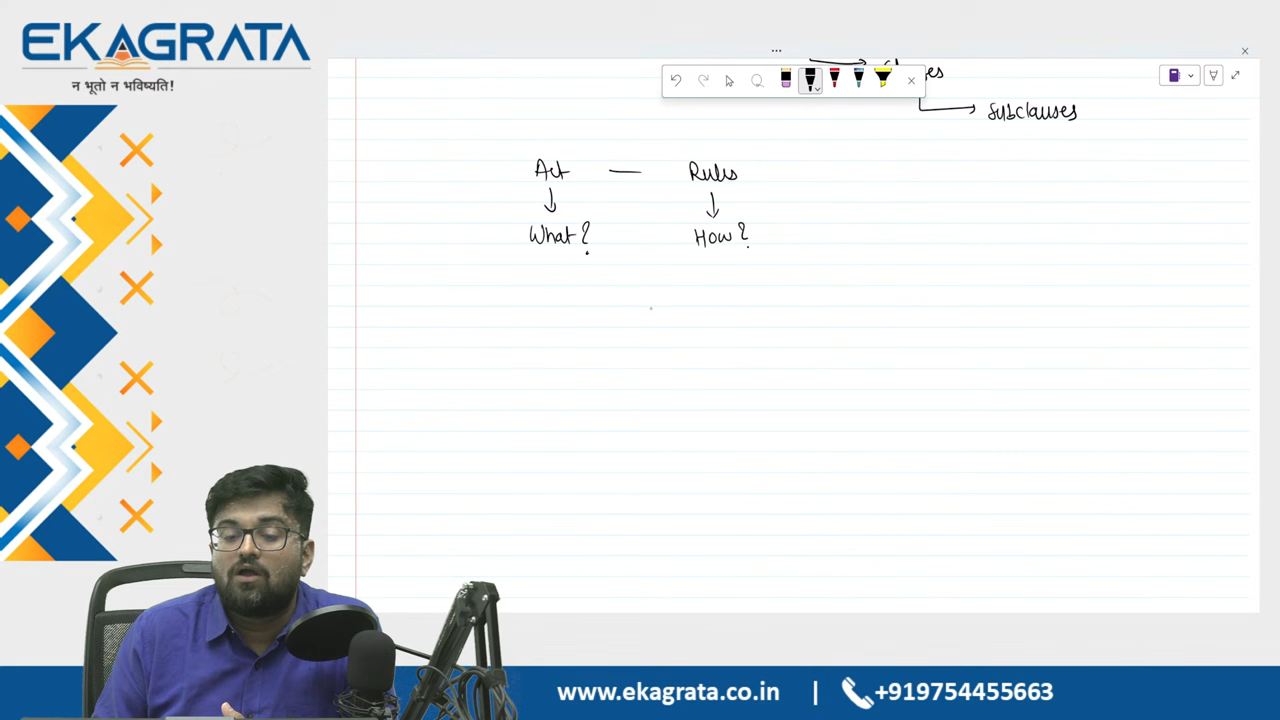 EKAGRATA
न भूतो न भविष्यति!
Subclauses
Act — Rules
What? How?
www.ekagrata.co.in | +919754455663